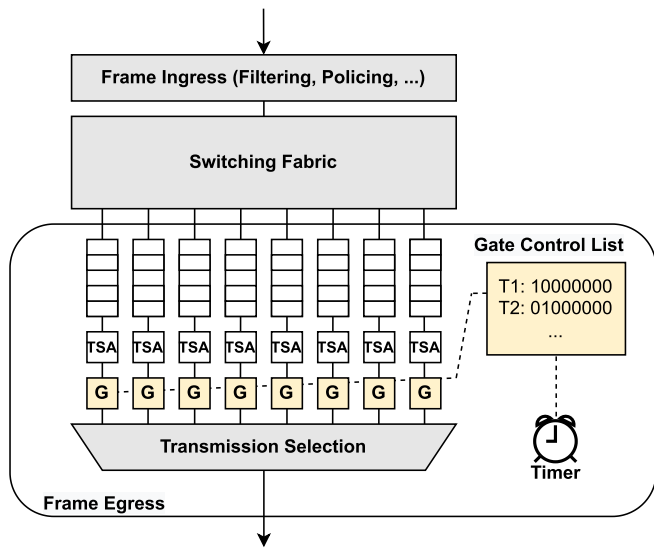 Frame Ingress (Filtering, Policing, ...)
Switching Fabric
Gate Control List
T1: 10000000
T2: 01000000
...
TSA TSA TSA TSA TSA TSA TSA TSA
G G G G G G G G
Transmission Selection
Timer
Frame Egress